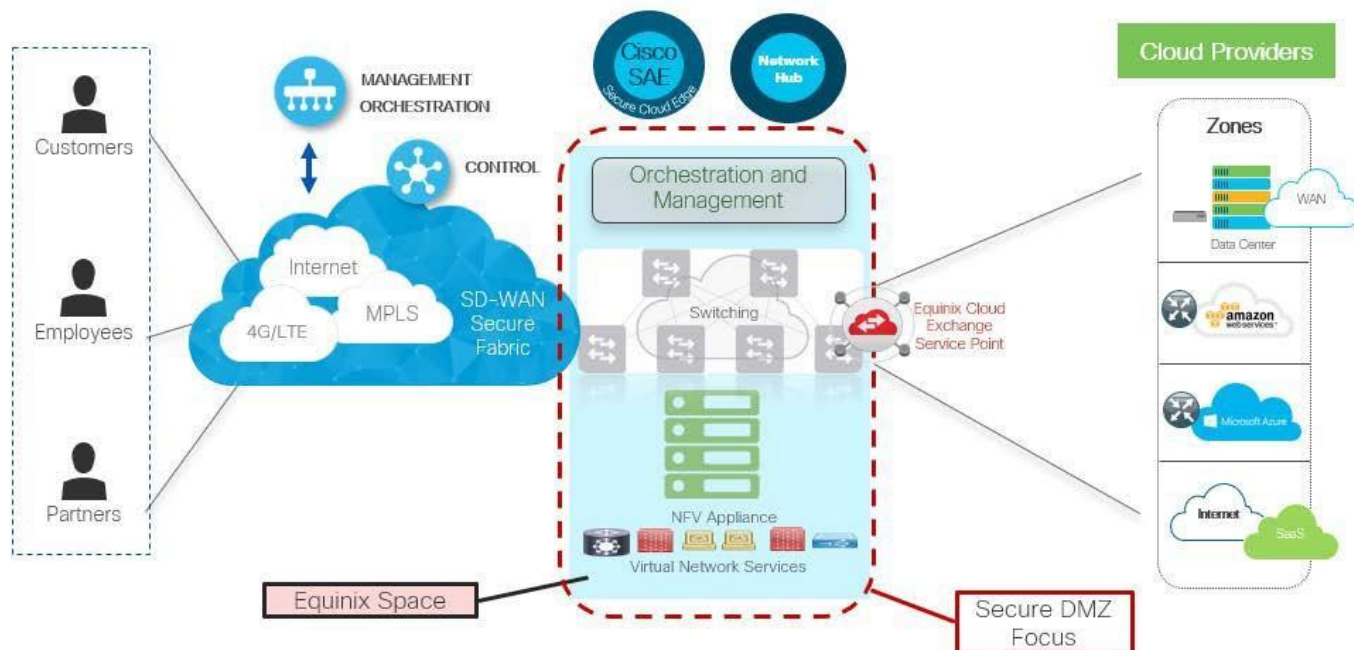 Customers
Employees
Partners
MANAGEMENT
ORCHESTRATION
CONTROL
Internet
4G/LTE
MPLS
SD-WAN
Secure
Fabric
Cisco
SAE
Secure Cloud Edge
Network
Hub
Orchestration and
Management
Switching
Equinix Cloud
Exchange
Service Point
NFV Appliance
Virtual Network Services
Equinix Space
Secure DMZ
Focus
Cloud Providers
Zones
WAN
Data Center
amazon
webservices™
Microsoft Azure
Internet
SaaS